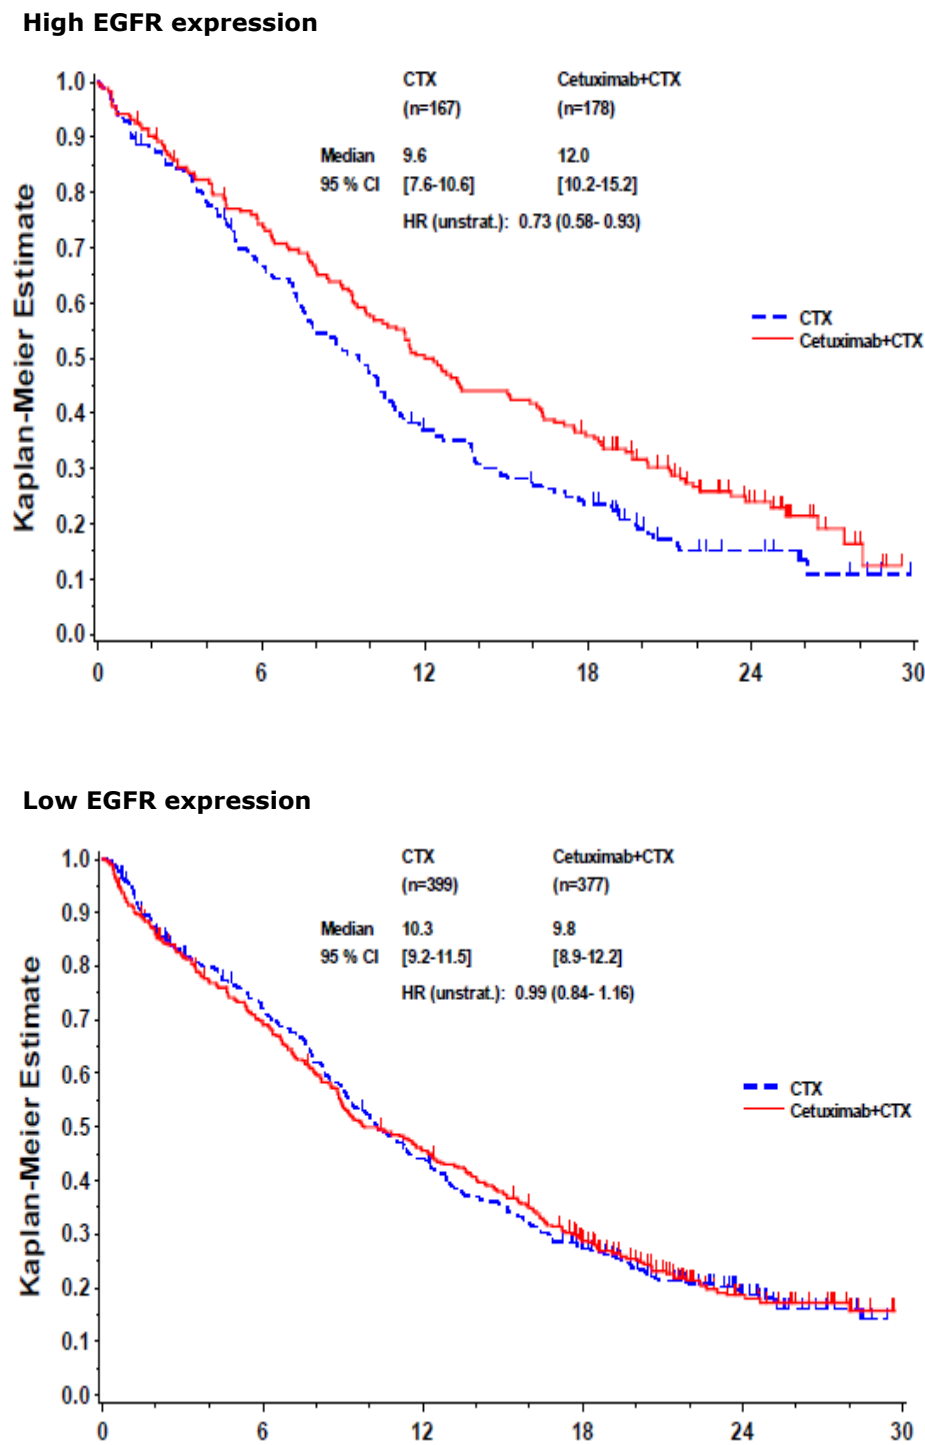 High EGFR expression
CTX Cetuximab+CTX
(n=167) (n=178)
Median 9.6 12.0
95 % CI [7.6-10.6] [10.2-15.2]
HR (unstrat.): 0.73 (0.58- 0.93)
CTX
Cetuximab+CTX
Kaplan-Meier Estimate
1.0
0.9
0.8
0.7
0.6
0.5
0.4
0.3
0.2
0.1
0.0
0 6 12 18 24 30
Low EGFR expression
CTX Cetuximab+CTX
(n=399) (n=377)
Median 10.3 9.8
95 % CI [9.2-11.5] [8.9-12.2]
HR (unstrat.): 0.99 (0.84- 1.16)
CTX
Cetuximab+CTX
Kaplan-Meier Estimate
1.0
0.9
0.8
0.7
0.6
0.5
0.4
0.3
0.2
0.1
0.0
0 6 12 18 24 30